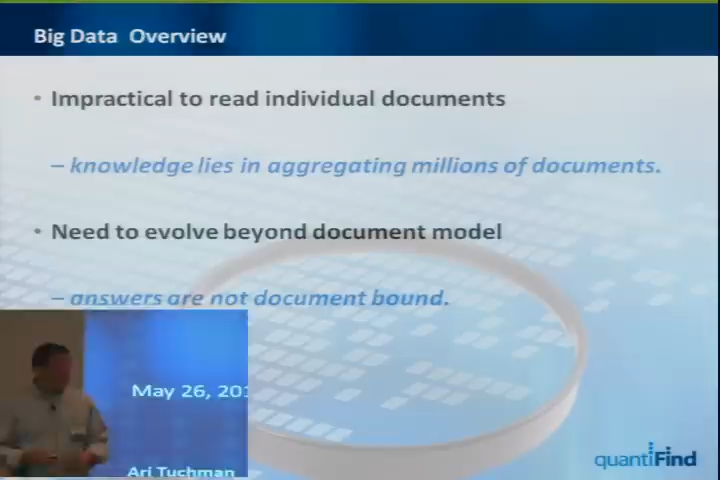 Big Data Overview
• Impractical to read individual documents
– knowledge lies in aggregating millions of documents.
• Need to evolve beyond document model
– answers are not document bound.
May 26, 201
Ari Tuchman
quantiFind